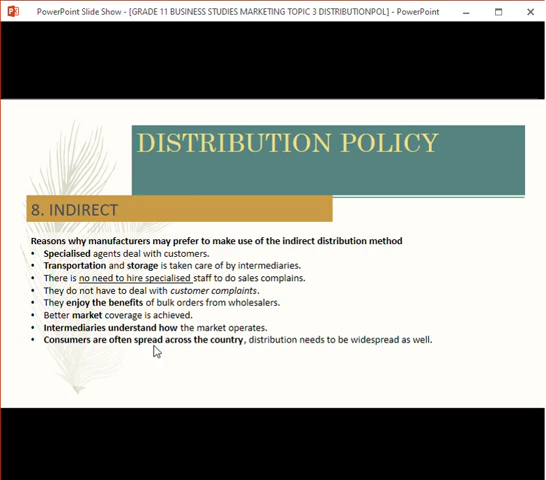 PowerPoint Slide Show - [GRADE 11 BUSINESS STUDIES MARKETING TOPIC 3 DISTRIBUTIONPOL] - PowerPoint
DISTRIBUTION POLICY
8. INDIRECT
Reasons why manufacturers may prefer to make use of the indirect distribution method
• Specialised agents deal with customers.
• Transportation and storage is taken care of by intermediaries.
• There is no need to hire specialised staff to do sales complains.
• They do not have to deal with customer complaints.
• They enjoy the benefits of bulk orders from wholesalers.
• Better market coverage is achieved.
• Intermediaries understand how the market operates.
• Consumers are often spread across the country, distribution needs to be widespread as well.